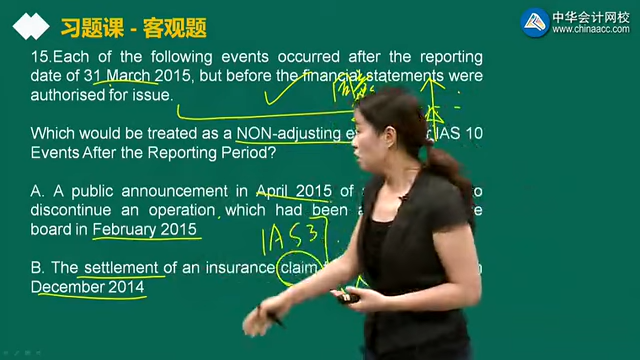 习题课 - 客观题
中华会计网校
www.chinaacc.com
15.Each of the following events occurred after the reporting
date of 31 March 2015, but before the financial statements were
authorised for issue.
Which would be treated as a NON-adjusting IAS 10
Events After the Reporting Period?
A. A public announcement in April 2015 of
discontinue an operation which had been
board in February 2015
IAS 3
B. The settlement of an insurance claim
December 2014